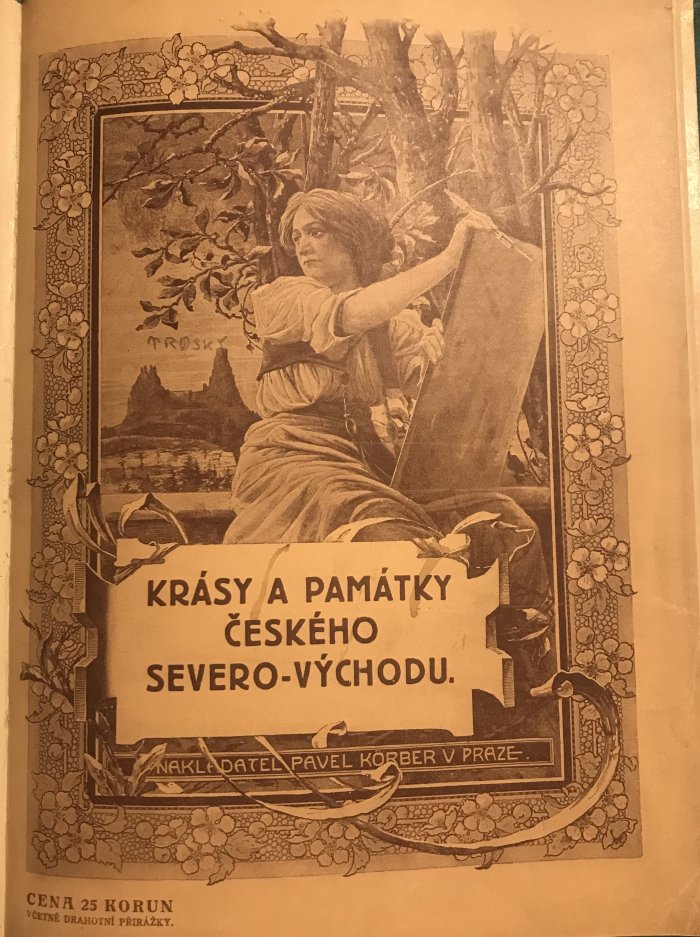 TROSKY
KRÁSY A PAMÁTKY
ČESKÉHO
SEVERO-VÝCHODU.
NAKLADATEL PAVEL KÖRBER V PRAZE.
CENA 25 KORUN
VČETNĚ DRAHOTNÍ PŘIRÁŽKY.